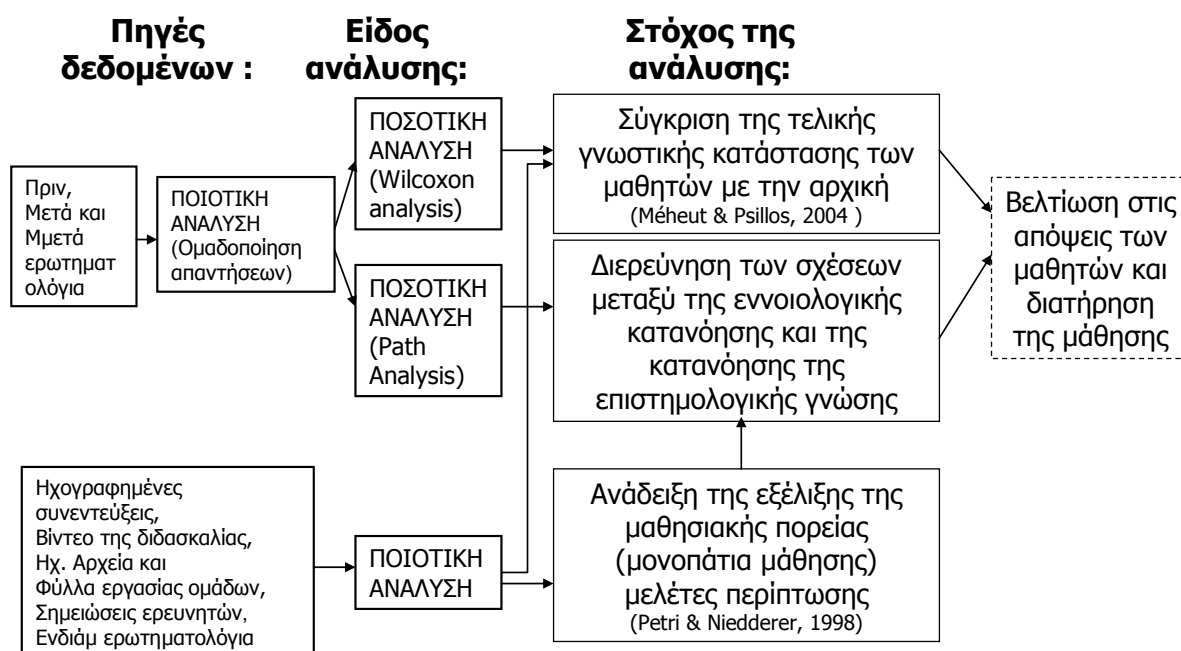 Πηγές
δεδομένων :
Είδος
ανάλυσης:
Στόχος της
ανάλυσης:
Πριν,
Μετά και
Μμετά
ερωτηματ
ολόγια
ΠΟΙΟΤΙΚΗ
ΑΝΑΛΥΣΗ
(Ομαδοποίηση
απαντήσεων)
ΠΟΣΟΤΙΚΗ
ΑΝΑΛΥΣΗ
(Wilcoxon
analysis)
ΠΟΣΟΤΙΚΗ
ΑΝΑΛΥΣΗ
(Path
Analysis)
Σύγκριση της τελικής
γνωστικής κατάστασης των
μαθητών με την αρχική
(Méheut & Psillos, 2004 )
Διερεύνηση των σχέσεων
μεταξύ της εννοιολογικής
κατανόησης και της
κατανόησης της
επιστημολογικής γνώσης
Βελτίωση στις
απόψεις των
μαθητών και
διατήρηση
της μάθησης
Ηχογραφημένες
συνεντεύξεις,
Βίντεο της διδασκαλίας,
Ηχ. Αρχεία και
Φύλλα εργασίας ομάδων,
Σημειώσεις ερευνητών,
Ενδιάμ ερωτηματολόγια
ΠΟΙΟΤΙΚΗ
ΑΝΑΛΥΣΗ
Ανάδειξη της εξέλιξης της
μαθησιακής πορείας
(μονοπάτια μάθησης)
μελέτες περίπτωσης
(Petri & Niedderer, 1998)